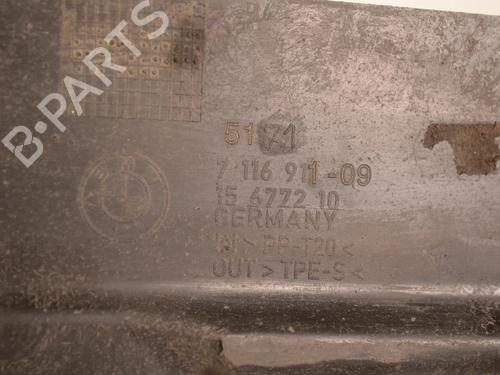 B-PARTS
5171
7 116 911-09
15 6772 10
GERMANY
IN >PP-T20<
OUT >TPE-S<